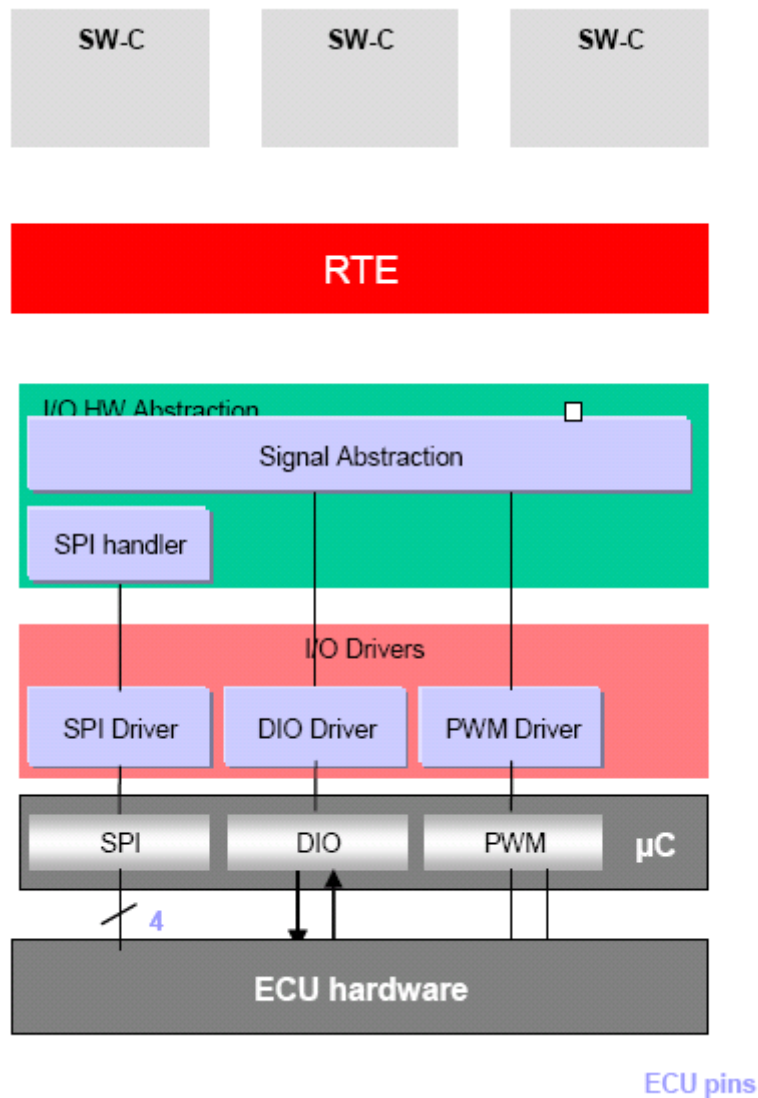 SW-C
SW-C
SW-C
RTE
I/O HW Abstraction
Signal Abstraction
SPI handler
I/O Drivers
SPI Driver
DIO Driver
PWM Driver
SPI
DIO
PWM
µC
4
ECU hardware
ECU pins